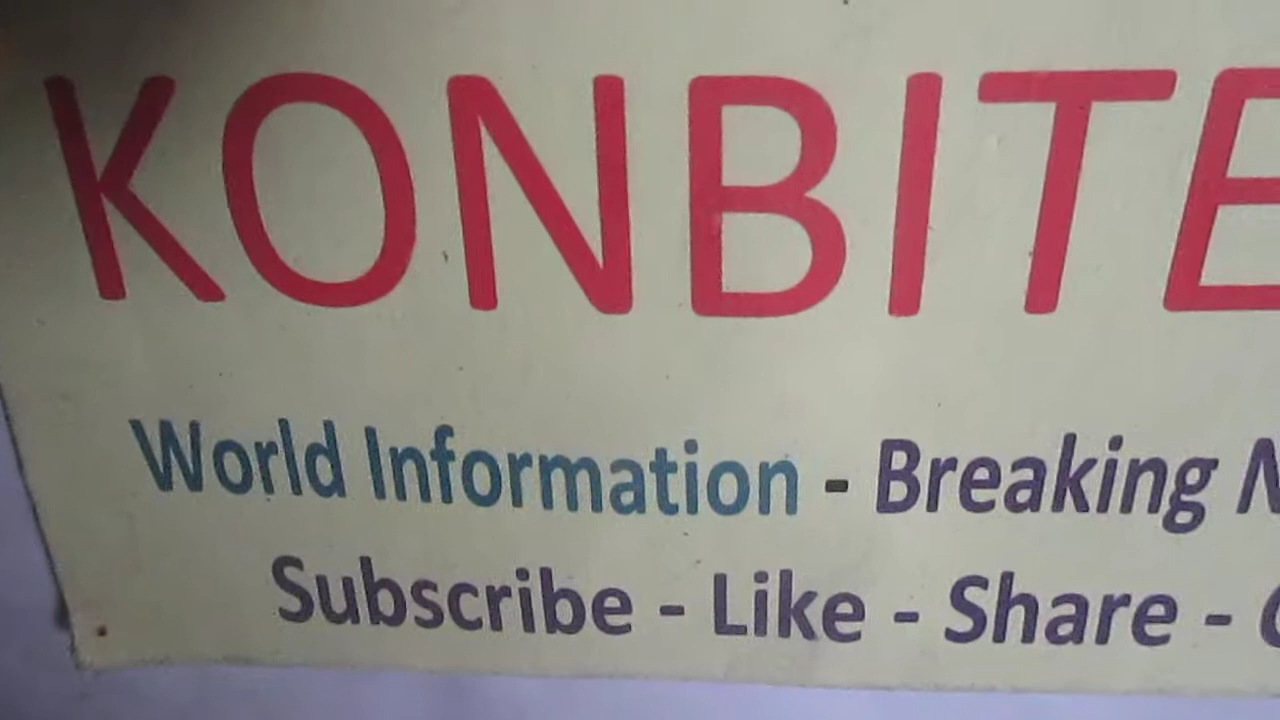 KONBITE
World Information - Breaking
Subscribe - Like - Share -